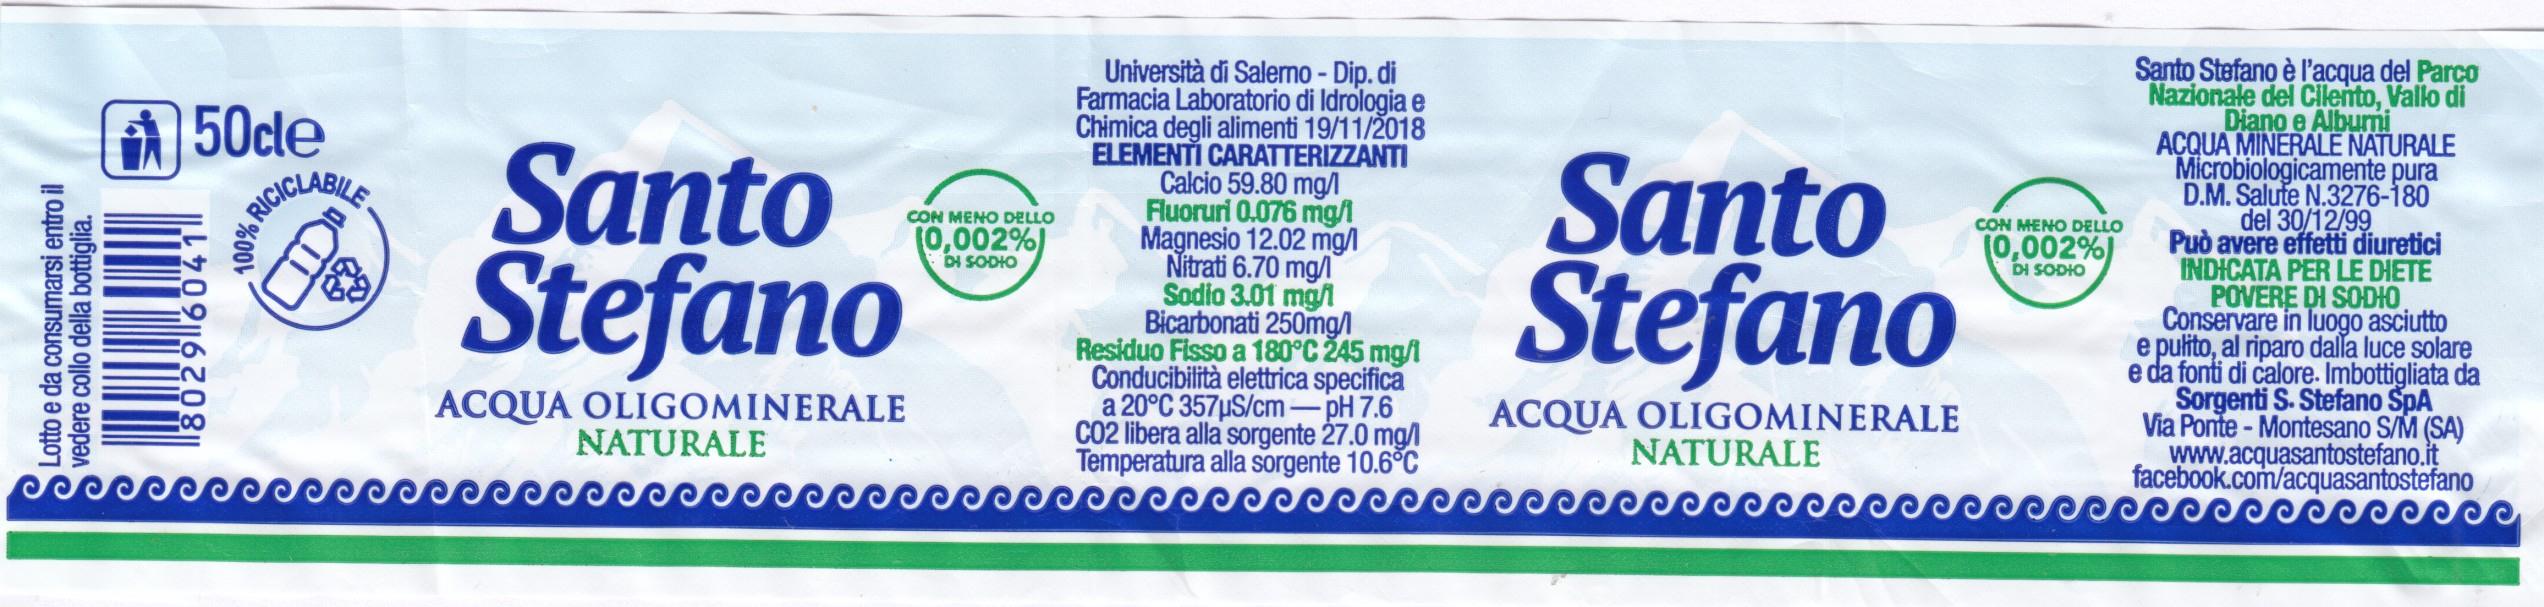 Lotto e da consumarsi entro il
vedere collo della bottiglia.
50cl e
100% RICICLABILE
80296041
Santo
Stefano
ACQUA OLIGOMINERALE
NATURALE
CON MENO DELLO
0,002%
DI SODIO
Università di Salerno - Dip. di
Farmacia Laboratorio di Idrologia e
Chimica degli alimenti 19/11/2018
ELEMENTI CARATTERIZZANTI
Calcio 59.80 mg/l
Fluoruri 0.076 mg/l
Magnesio 12.02 mg/l
Nitrati 6.70 mg/l
Sodio 3.01 mg/l
Bicarbonati 250mg/l
Residuo Fisso a 180°C 245 mg/l
Conducibilità elettrica specifica
a 20°C 357µS/cm — pH 7.6
CO2 libera alla sorgente 27.0 mg/l
Temperatura alla sorgente 10.6°C
Santo
Stefano
ACQUA OLIGOMINERALE
NATURALE
CON MENO DELLO
0,002%
DI SODIO
Santo Stefano è l'acqua del Parco
Nazionale del Cilento, Vallo di
Diano e Alburni
ACQUA MINERALE NATURALE
Microbiologicamente pura
D.M. Salute N.3276-180
del 30/12/99
Può avere effetti diuretici
INDICATA PER LE DIETE
POVERE DI SODIO
Conservare in luogo asciutto
e pulito, al riparo dalla luce solare
e da fonti di calore. Imbottigliata da
Sorgenti S. Stefano SpA
Via Ponte - Montesano S/M (SA)
www.acquasantostefano.it
facebook.com/acquasantostefano